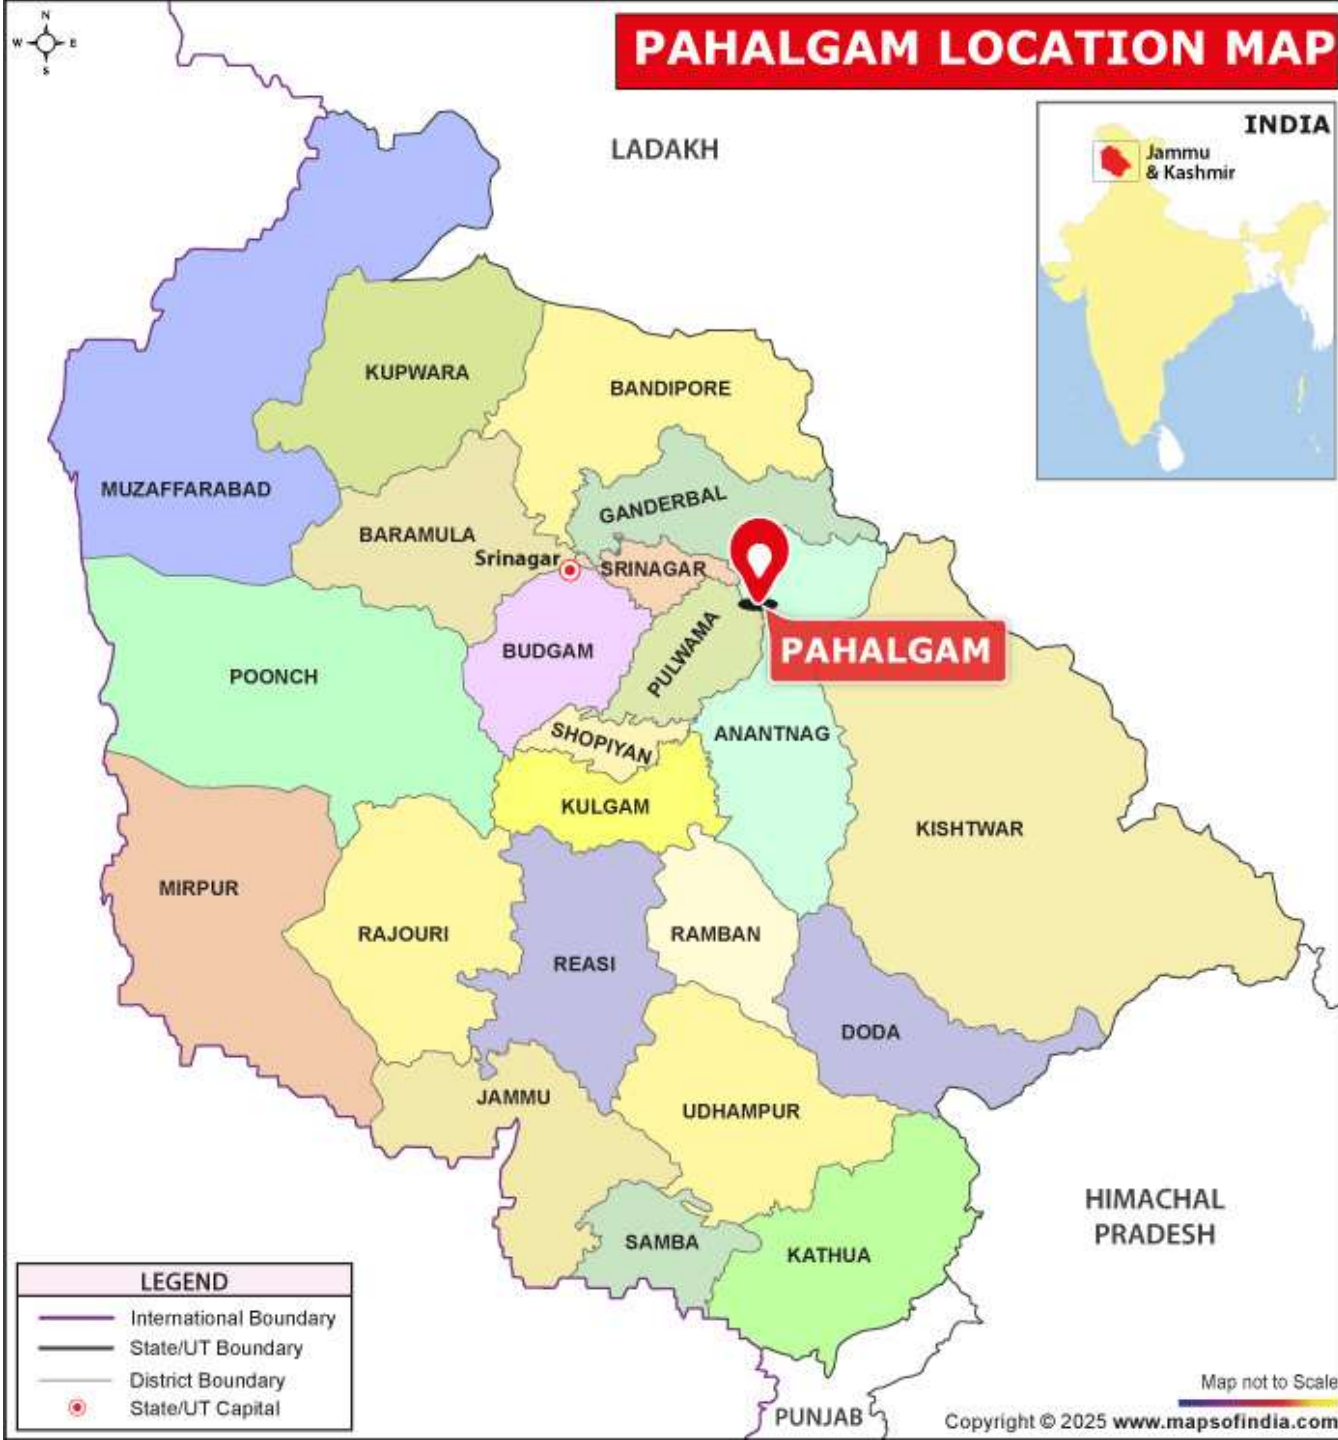 N
W E
S
PAHALGAM LOCATION MAP
INDIA
Jammu
& Kashmir
LADAKH
KUPWARA
BANDIPORE
MUZAFFARABAD
GANDERBAL
BARAMULA
Srinagar
SRINAGAR
PAHALGAM
BUDGAM
PULWAMA
POONCH
SHOPIYAN
ANANTNAG
KULGAM
KISHTWAR
MIRPUR
RAJOURI
REASI
RAMBAN
DODA
JAMMU
UDHAMPUR
HIMACHAL
PRADESH
SAMBA
KATHUA
LEGEND
International Boundary
State/UT Boundary
District Boundary
State/UT Capital
PUNJAB
Map not to Scale
Copyright © 2025 www.mapsofindia.com